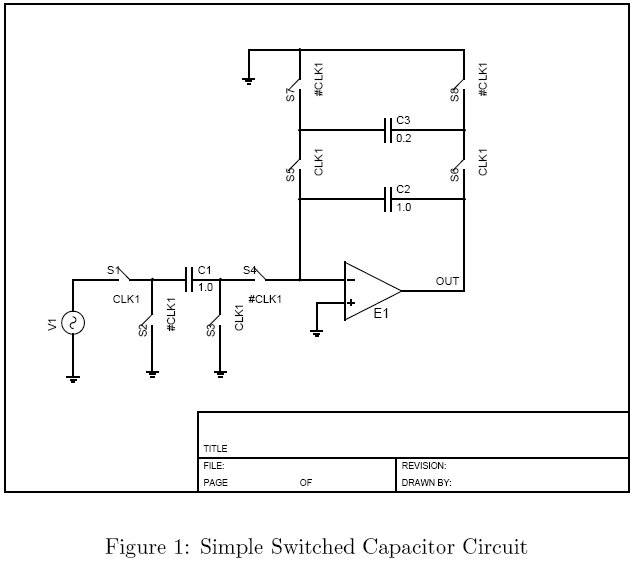 S7
#CLK1
S8
#CLK1
C3
0.2
S5
CLK1
S6
CLK1
C2
1.0
S1
CLK1
C1
1.0
S4
#CLK1
OUT
E1
V1
S2
#CLK1
S3
CLK1
TITLE
FILE:
REVISION:
PAGE OF
DRAWN BY:
Figure 1: Simple Switched Capacitor Circuit